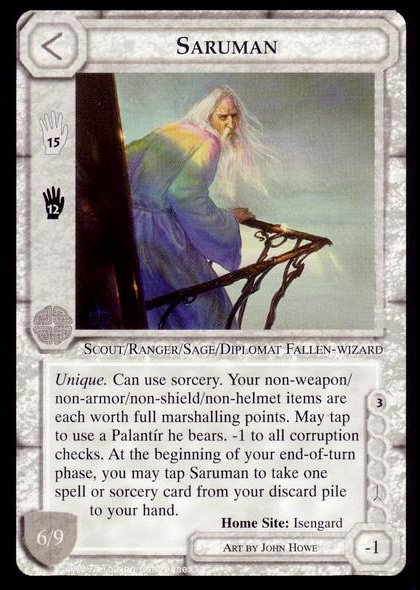 SARUMAN
15
12
SCOUT/RANGER/SAGE/DIPLOMAT FALLEN-WIZARD
Unique. Can use sorcery. Your non-weapon/
non-armor/non-shield/non-helmet items are
each worth full marshalling points. May tap
to use a Palantír he bears. -1 to all corruption
checks. At the beginning of your end-of-turn
phase, you may tap Saruman to take one
spell or sorcery card from your discard pile
to your hand.
3
Home Site: Isengard
6/9
ART BY JOHN HOWE
-1